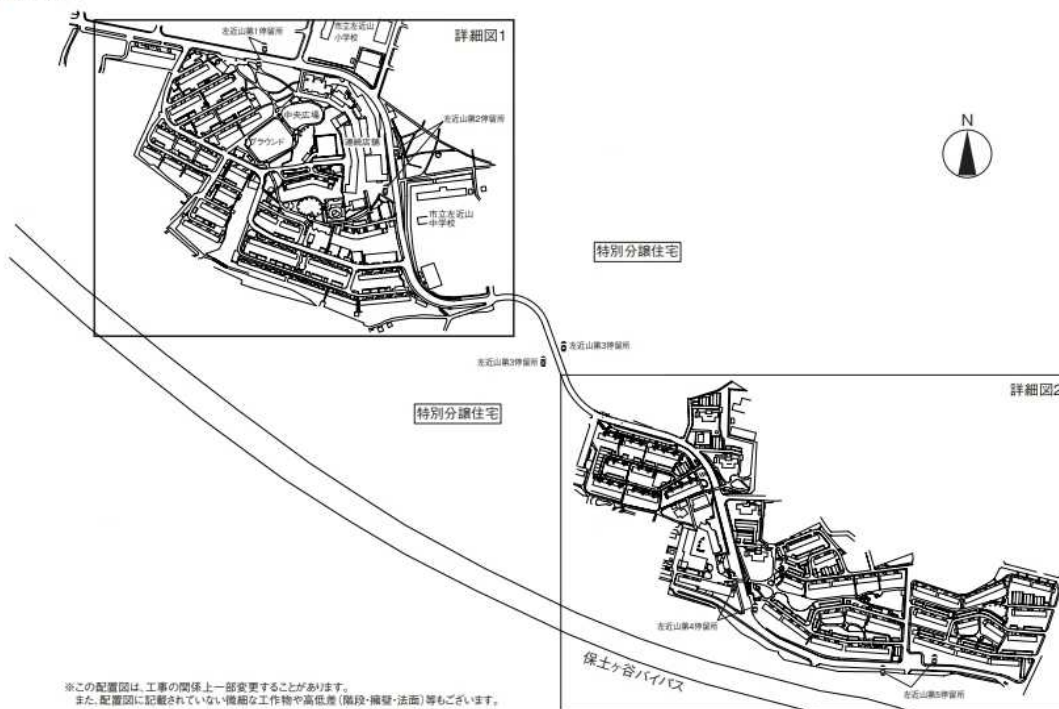 市立左近山
小学校
詳細図1
左近山第1停留所
中央広場
左近山第2停留所
グラウンド
連続店舗
市立左近山
中学校
N
特別分譲住宅
左近山第3停留所
左近山第3停留所
詳細図2
特別分譲住宅
左近山第4停留所
保土ヶ谷バイパス
左近山第5停留所
※この配置図は、工事の関係上一部変更することがあります。
また、配置図に記載されていない微細な工作物や高低差(階段・擁壁・法面)等もございます。